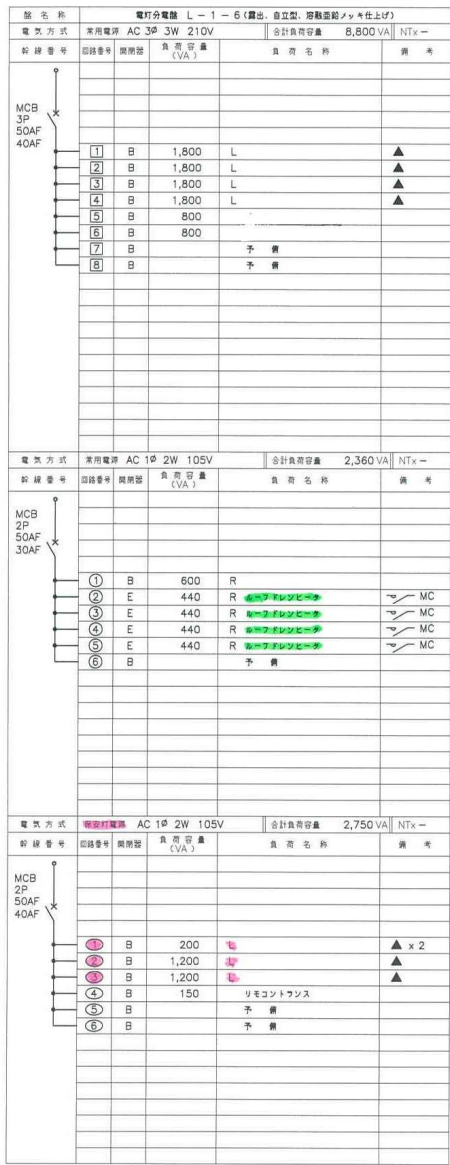 盤名称 電灯分電盤 L-1-6(露出、自立型、溶融亜鉛メッキ仕上げ)
電気方式 常用電源 AC 3Φ 3W 210V 合計負荷容量 8,800 VA NTx-
幹線番号 回路番号 開閉器 負荷容量(VA) 負荷名称 備考
MCB
3P
50AF
40AF
1 B 1,800 L ▲
2 B 1,800 L ▲
3 B 1,800 L ▲
4 B 1,800 L ▲
5 B 800
6 B 800
7 B 予備
8 B 予備
電気方式 常用電源 AC 1Φ 2W 105V 合計負荷容量 2,360 VA NTx-
幹線番号 回路番号 開閉器 負荷容量(VA) 負荷名称 備考
MCB
2P
50AF
30AF
① B 600 R
② E 440 R ルーフドレンヒータ MC
③ E 440 R ルーフドレンヒータ MC
④ E 440 R ルーフドレンヒータ MC
⑤ E 440 R ルーフドレンヒータ MC
⑥ B 予備
電気方式 保安灯電源 AC 1Φ 2W 105V 合計負荷容量 2,750 VA NTx-
幹線番号 回路番号 開閉器 負荷容量(VA) 負荷名称 備考
MCB
2P
50AF
40AF
① B 200 L ▲ x 2
② B 1,200 L ▲
③ B 1,200 L ▲
④ B 150 リモコントランス
⑤ B 予備
⑥ B 予備